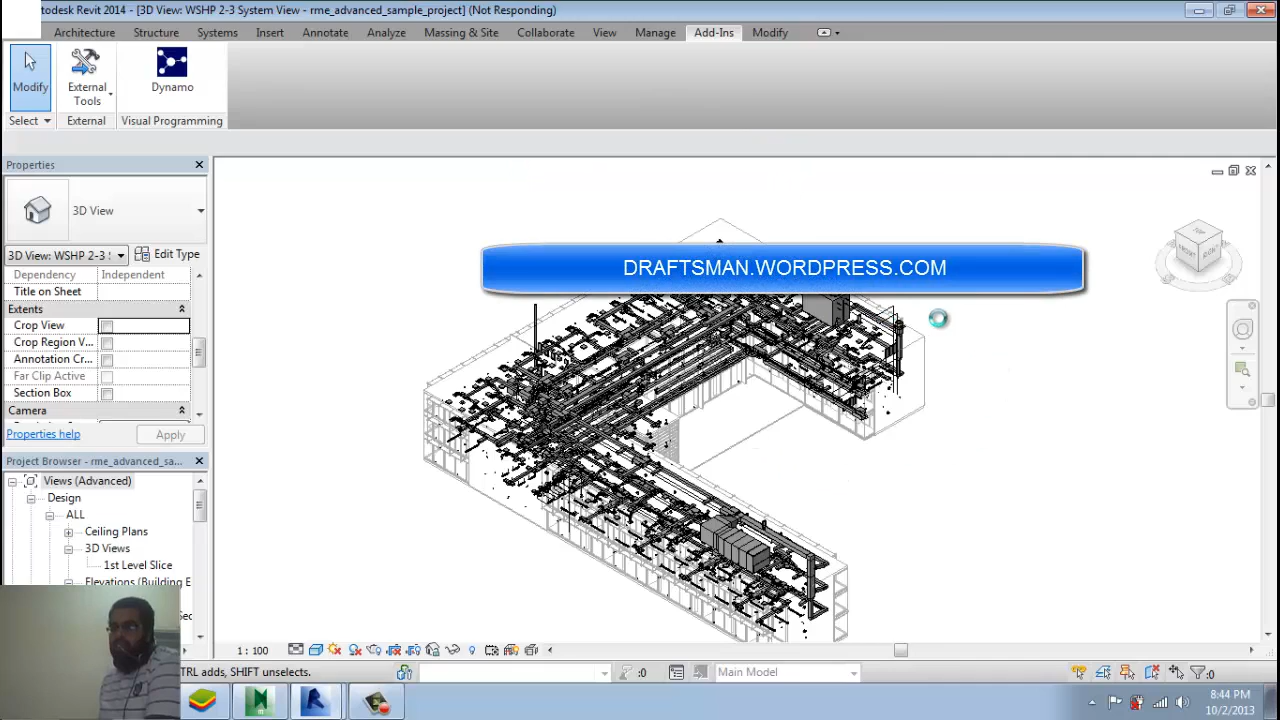 todesk Revit 2014 - [3D View: WSHP 2-3 System View - rme_advanced_sample_project] (Not Responding)
Architecture Structure Systems Insert Annotate Analyze Massing & Site Collaborate View Manage Add-Ins Modify
Modify
External Tools
Dynamo
Select
External
Visual Programming
Properties
3D View
3D View: WSHP 2-3 S
Edit Type
Dependency Independent
Title on Sheet
Extents
Crop View
Crop Region V...
Annotation Cr...
Far Clip Active
Section Box
Camera
Properties help
Apply
Project Browser - rme_advanced_sa...
Views (Advanced)
Design
ALL
Ceiling Plans
3D Views
1st Level Slice
Elevations (Building E
Sec
DRAFTSMAN.WORDPRESS.COM
TOP
FRONT
1 : 100
TRL adds, SHIFT unselects.
:0
Main Model
:0
8:44 PM
10/2/2013